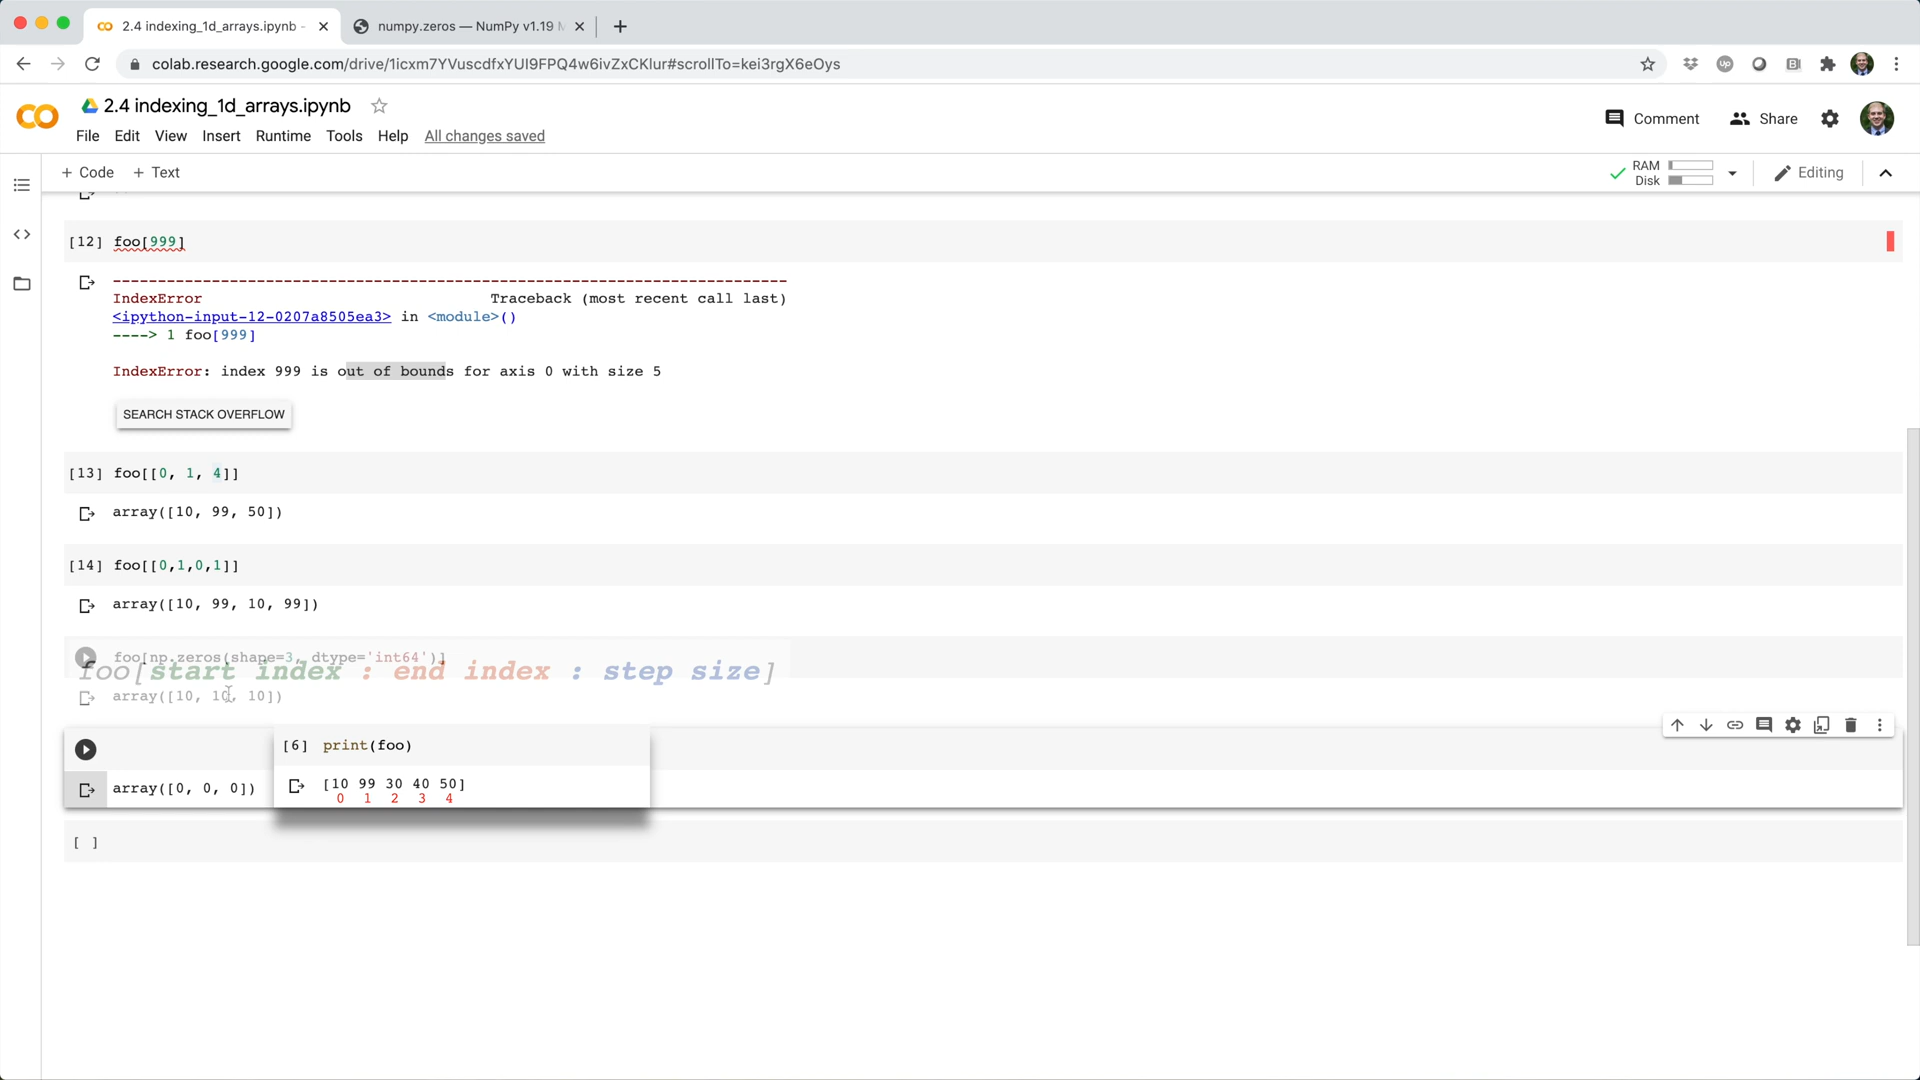 2.4 indexing_1d_arrays.ipynb -
numpy.zeros — NumPy v1.19 M
colab.research.google.com/drive/1icxm7YVuscdfxYUI9FPQ4w6ivZxCKlur#scrollTo=kei3rgX6eOys
2.4 indexing_1d_arrays.ipynb
Comment
Share
File Edit View Insert Runtime Tools Help All changes saved
+ Code + Text
RAM
Disk
Editing
[12] foo[999]
IndexError Traceback (most recent call last)
<ipython-input-12-0207a8505ea3> in <module>()
----> 1 foo[999]
IndexError: index 999 is out of bounds for axis 0 with size 5
SEARCH STACK OVERFLOW
[13] foo[[0, 1, 4]]
array([10, 99, 50])
[14] foo[[0,1,0,1]]
array([10, 99, 10, 99])
foo[np.zeros(shape=3, dtype='int64')]
foo[start index : end index : step size]
array([10, 10, 10])
[6] print(foo)
array([0, 0, 0])
[10 99 30 40 50]
0 1 2 3 4
[ ]